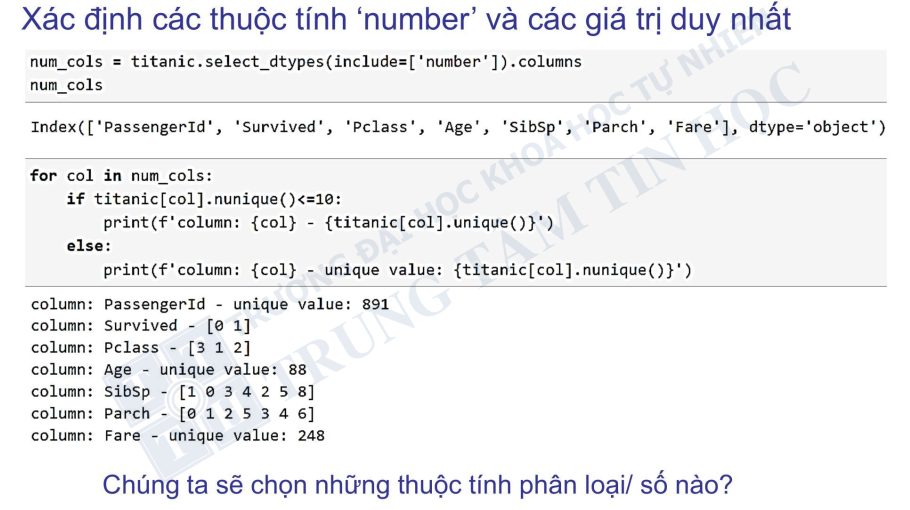 Xác định các thuộc tính ‘number’ và các giá trị duy nhất
num_cols = titanic.select_dtypes(include=['number']).columns
num_cols
Index(['PassengerId', 'Survived', 'Pclass', 'Age', 'SibSp', 'Parch', 'Fare'], dtype='object')
for col in num_cols:
    if titanic[col].nunique()<=10:
        print(f'column: {col} - {titanic[col].unique()}')
    else:
        print(f'column: {col} - unique value: {titanic[col].nunique()}')
column: PassengerId - unique value: 891
column: Survived - [0 1]
column: Pclass - [3 1 2]
column: Age - unique value: 88
column: SibSp - [1 0 3 4 2 5 8]
column: Parch - [0 1 2 5 3 4 6]
column: Fare - unique value: 248
Chúng ta sẽ chọn những thuộc tính phân loại/ số nào?
TRƯỜNG ĐẠI HỌC KHOA HỌC TỰ NHIÊN
TRUNG TÂM TIN HỌC